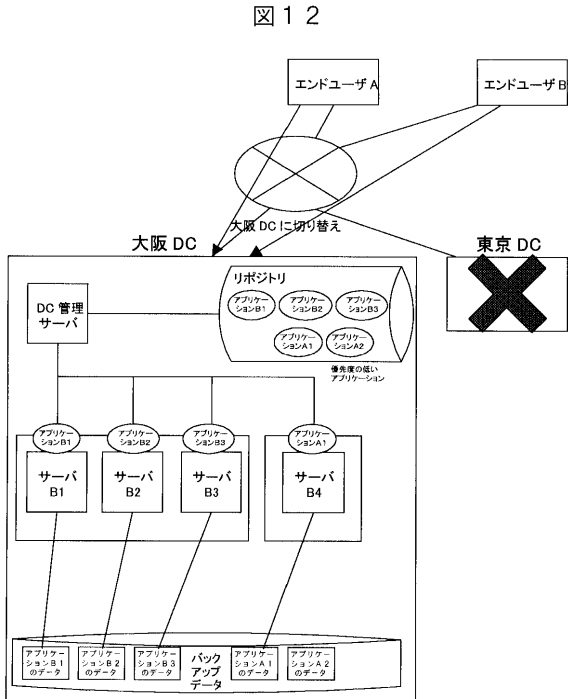 図12
エンドユーザ A
エンドユーザ B
大阪 DC に切り替え
大阪 DC
東京 DC
リポジトリ
DC 管理
サーバ
アプリケー
ションB1
アプリケー
ションB2
アプリケー
ションB3
アプリケー
ションA1
アプリケー
ションA2
優先度の低い
アプリケーション
アプリケー
ションB1
アプリケー
ションB2
アプリケー
ションB3
アプリケー
ションA1
サーバ
B1
サーバ
B2
サーバ
B3
サーバ
B4
アプリケー
ションB1
のデータ
アプリケー
ションB2
のデータ
アプリケー
ションB3
のデータ
バック
アップ
データ
アプリケー
ションA1
のデータ
アプリケー
ションA2
のデータ